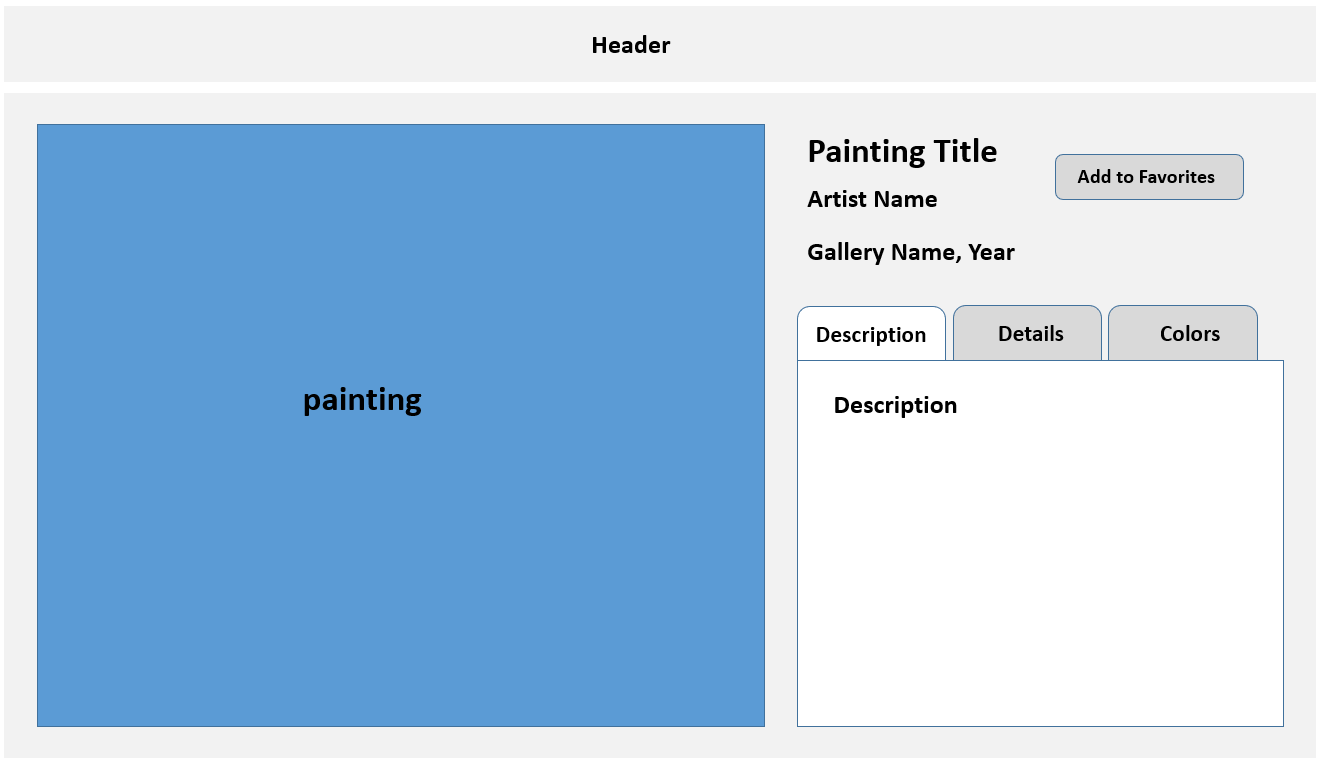 Header
painting
Painting Title
Add to Favorites
Artist Name
Gallery Name, Year
Description
Details
Colors
Description